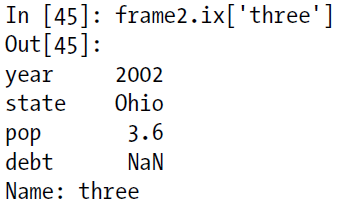 In [45]: frame2.ix['three']
Out[45]:
year     2002
state    Ohio
pop       3.6
debt      NaN
Name: three